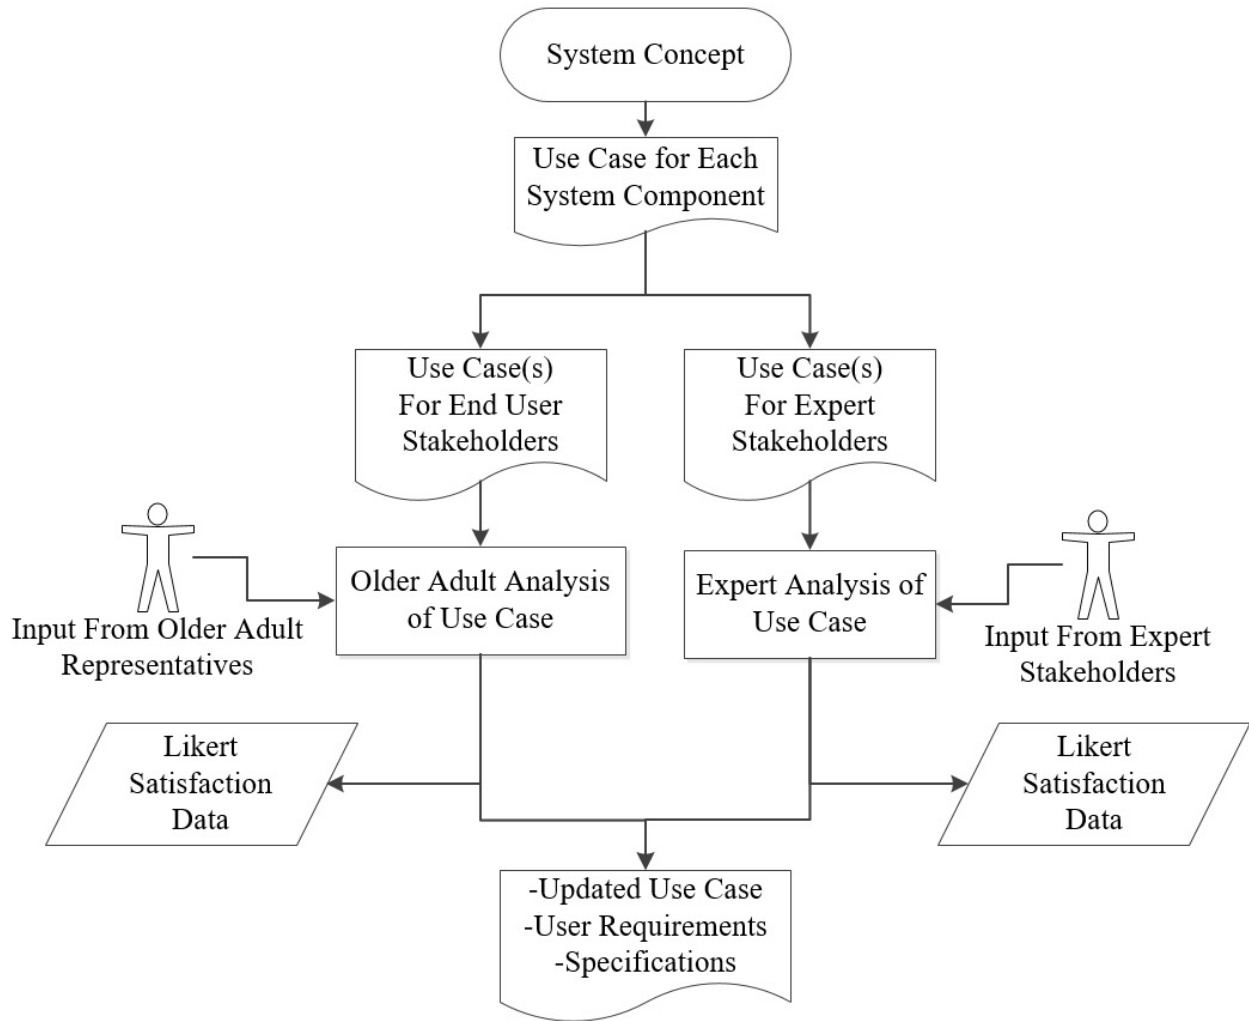 System Concept
Use Case for Each
System Component
Use Case(s)
For End User
Stakeholders
Use Case(s)
For Expert
Stakeholders
Older Adult Analysis
of Use Case
Expert Analysis of
Use Case
Input From Older Adult
Representatives
Input From Expert
Stakeholders
Likert
Satisfaction
Data
Likert
Satisfaction
Data
-Updated Use Case
-User Requirements
-Specifications